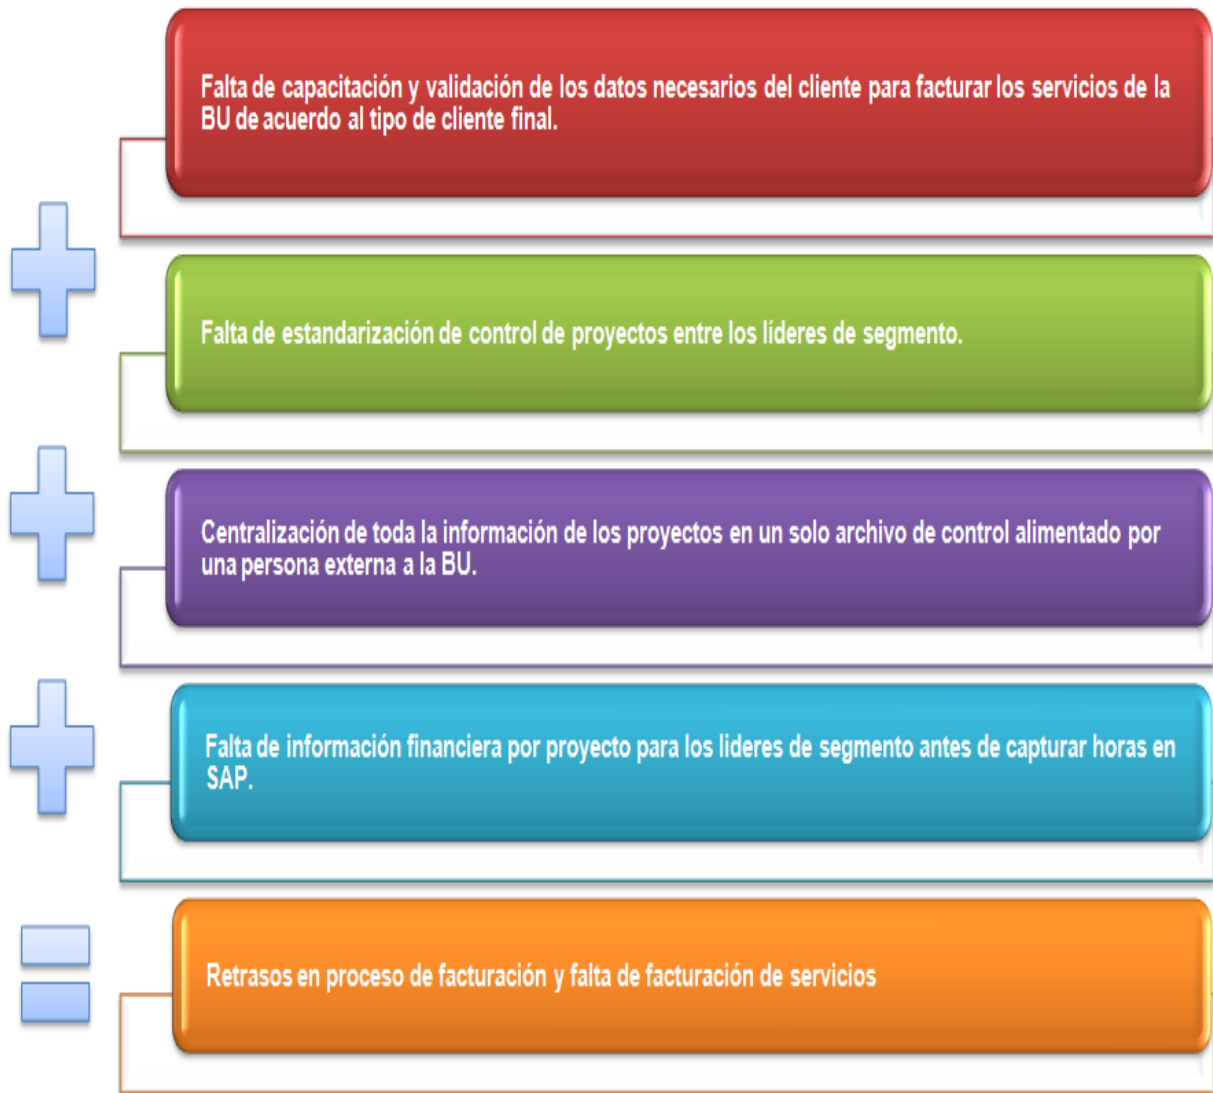 Falta de capacitación y validación de los datos necesarios del cliente para facturar los servicios de la
BU de acuerdo al tipo de cliente final.
Falta de estandarización de control de proyectos entre los líderes de segmento.
Centralización de toda la información de los proyectos en un solo archivo de control alimentado por
una persona externa a la BU.
Falta de información financiera por proyecto para los lideres de segmento antes de capturar horas en
SAP.
Retrasos en proceso de facturación y falta de facturación de servicios